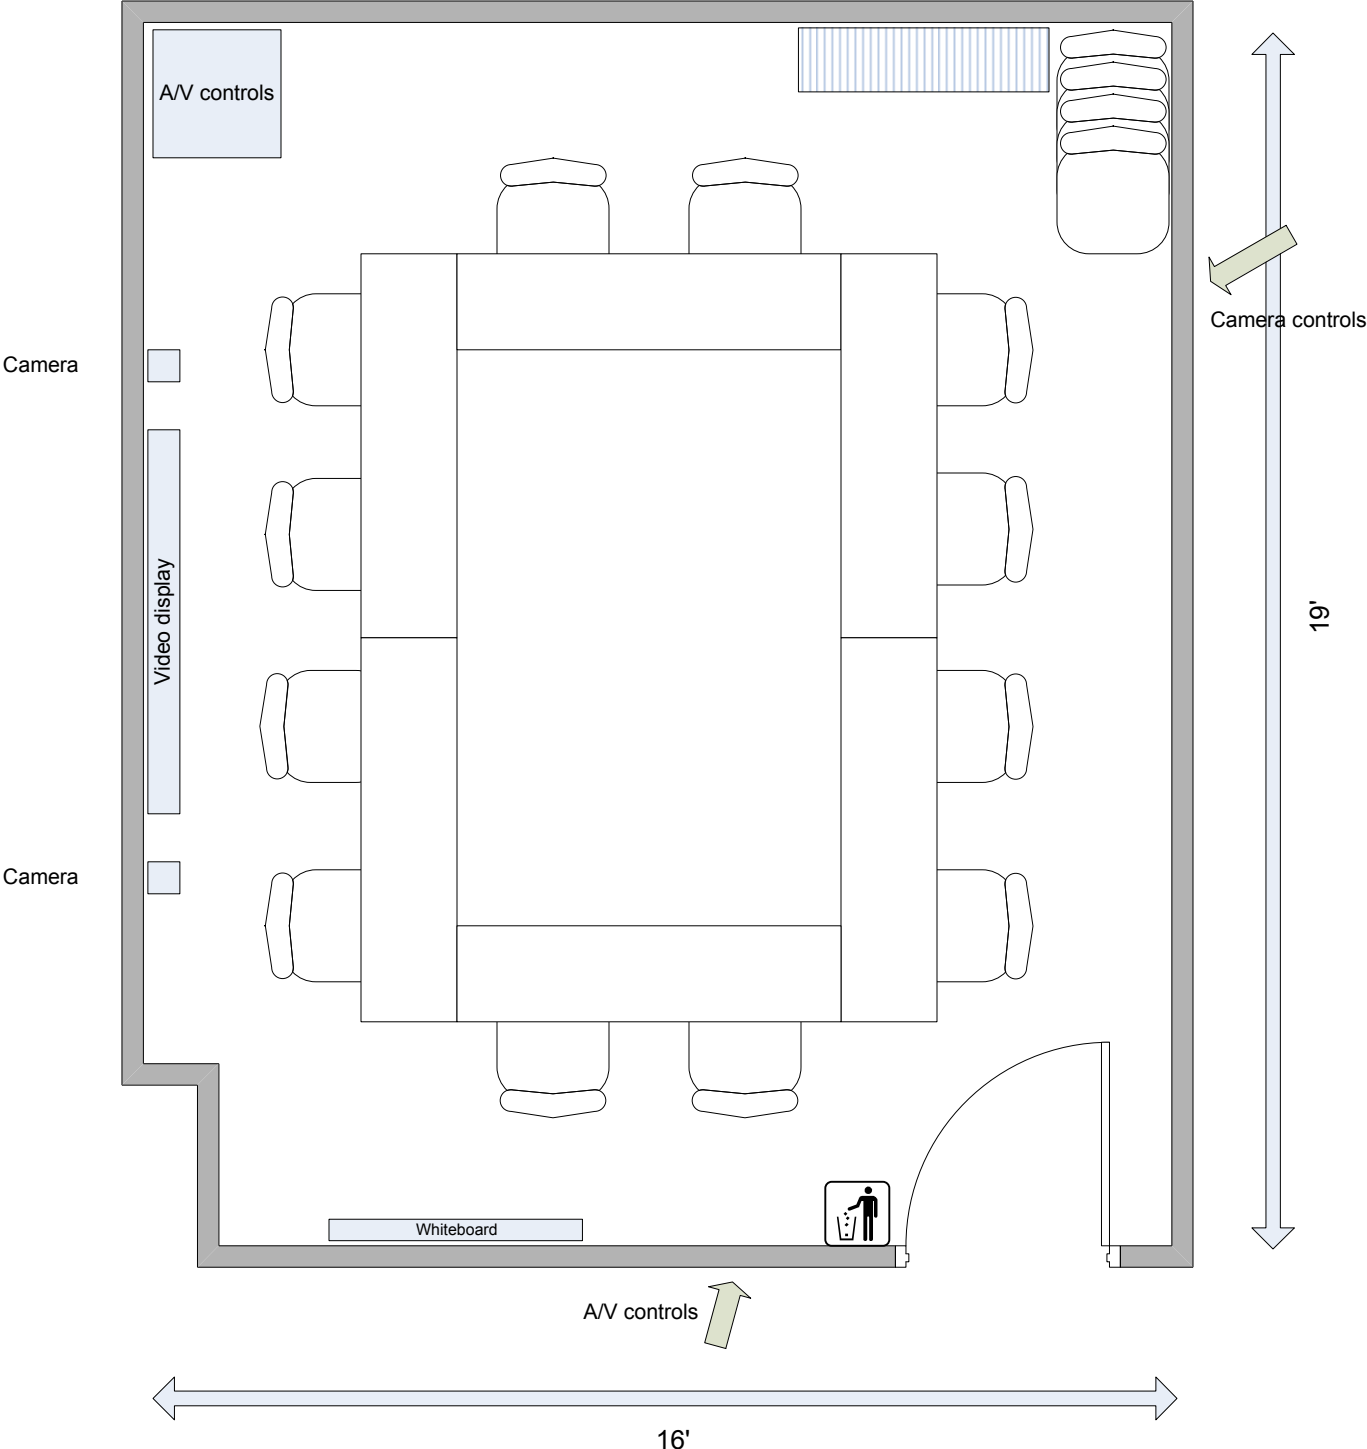 A/V controls
Camera controls
Camera
Video display
19'
Camera
Whiteboard
A/V controls
16'